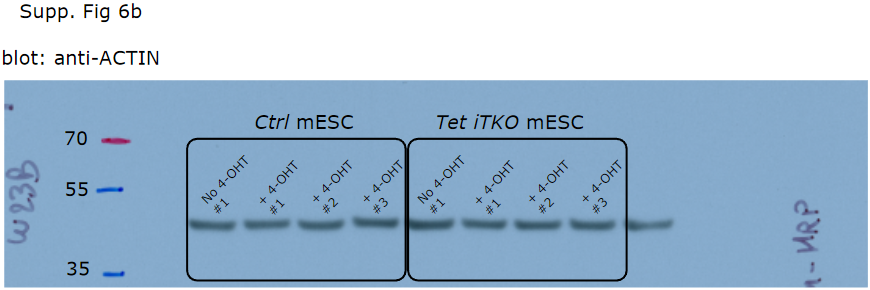 Supp. Fig 6b
blot: anti-ACTIN
Ctrl mESC
Tet iTKO mESC
70
55
35
No 4-OHT #1
+ 4-OHT #1
+ 4-OHT #2
+ 4-OHT #3
No 4-OHT #1
+ 4-OHT #1
+ 4-OHT #2
+ 4-OHT #3
W23B